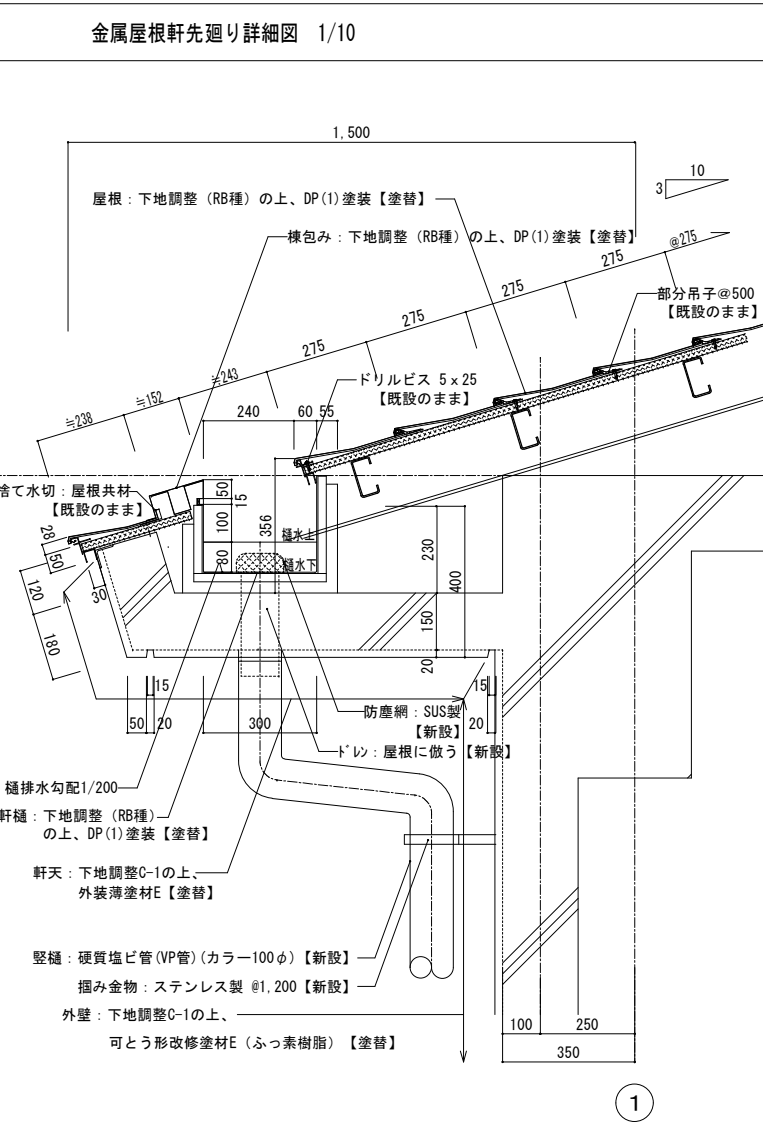 金属屋根軒先廻り詳細図 1/10
1,500
10
3
屋根：下地調整（RB種）の上、DP(1)塗装【塗替】
棟包み：下地調整（RB種）の上、DP(1)塗装【塗替】
@275
275
275
275
275
≒243
≒152
≒238
部分吊子@500
【既設のまま】
ドリルビス 5×25
【既設のまま】
240
60
55
捨て水切：屋根共材
【既設のまま】
50
15
100
80
356
樋水上
樋水下
230
400
150
20
28
50
120
180
30
15
50
20
300
15
20
防塵網：SUS製
【新設】
ドレン：屋根に倣う【新設】
樋排水勾配1/200
軒樋：下地調整（RB種）
の上、DP(1)塗装【塗替】
軒天：下地調整C-1の上、
外装薄塗材E【塗替】
竪樋：硬質塩ビ管(VP管)(カラー100φ)【新設】
掴み金物：ステンレス製 @1,200【新設】
外壁：下地調整C-1の上、
可とう形改修塗材E（ふっ素樹脂）【塗替】
100
250
350
1